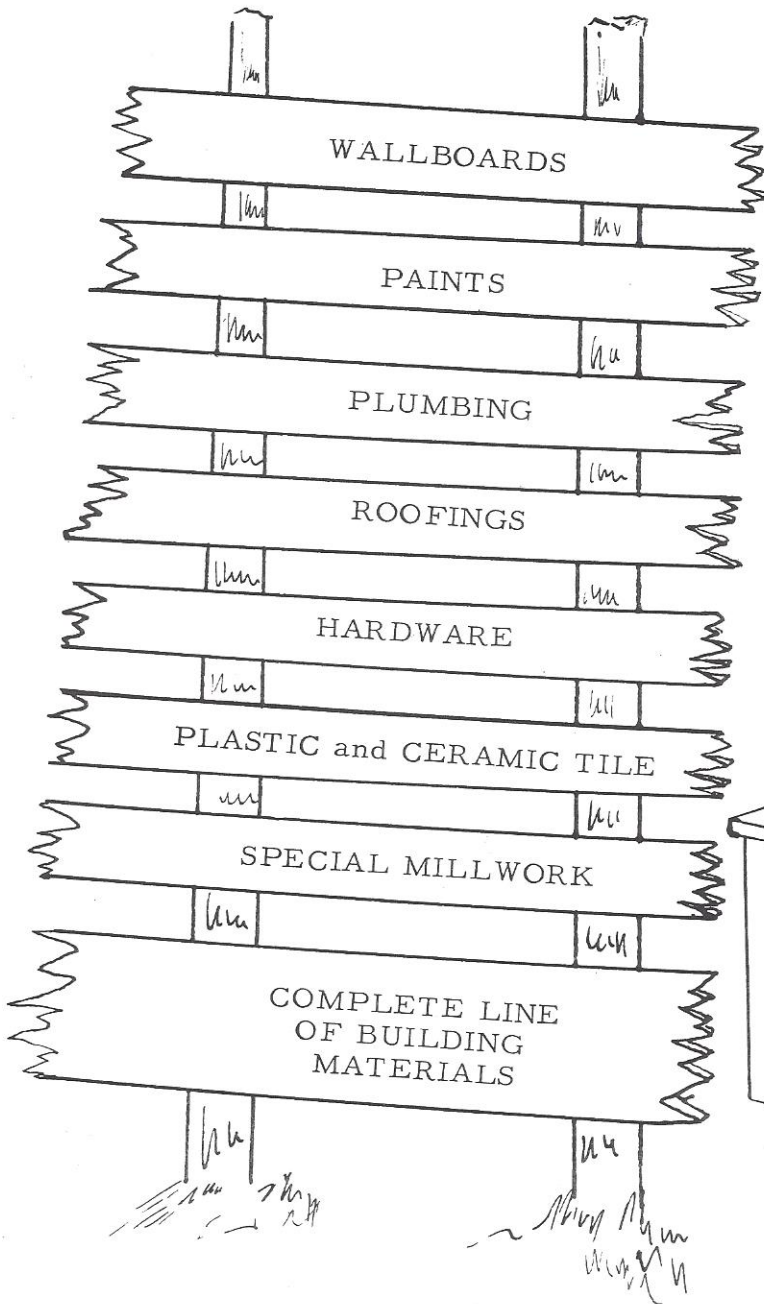 WALLBOARDS
PAINTS
PLUMBING
ROOFINGS
HARDWARE
PLASTIC and CERAMIC TILE
SPECIAL MILLWORK
COMPLETE LINE
OF BUILDING
MATERIALS